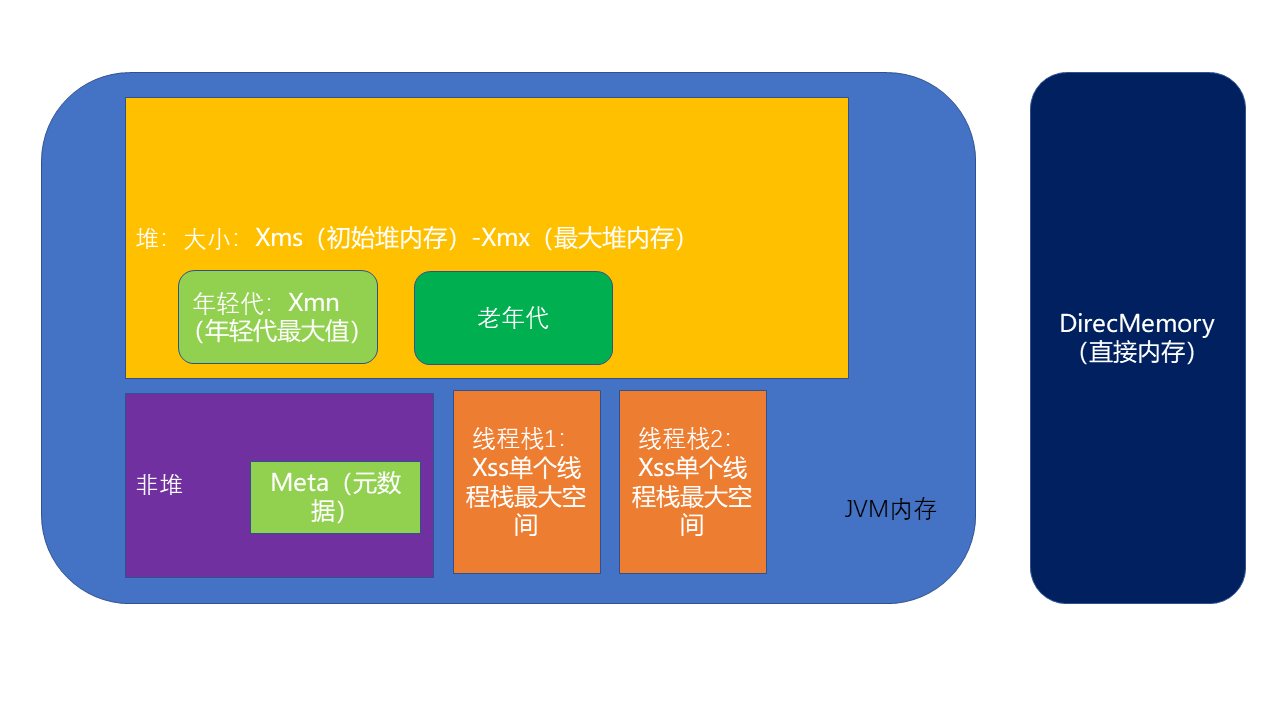 堆：大小：Xms（初始堆内存）-Xmx（最大堆内存）
年轻代：Xmn
（年轻代最大值）
老年代
非堆
Meta（元数
据）
线程栈1：
Xss单个线
程栈最大空
间
线程栈2：
Xss单个线
程栈最大空
间
JVM内存
DirecMemory
（直接内存）